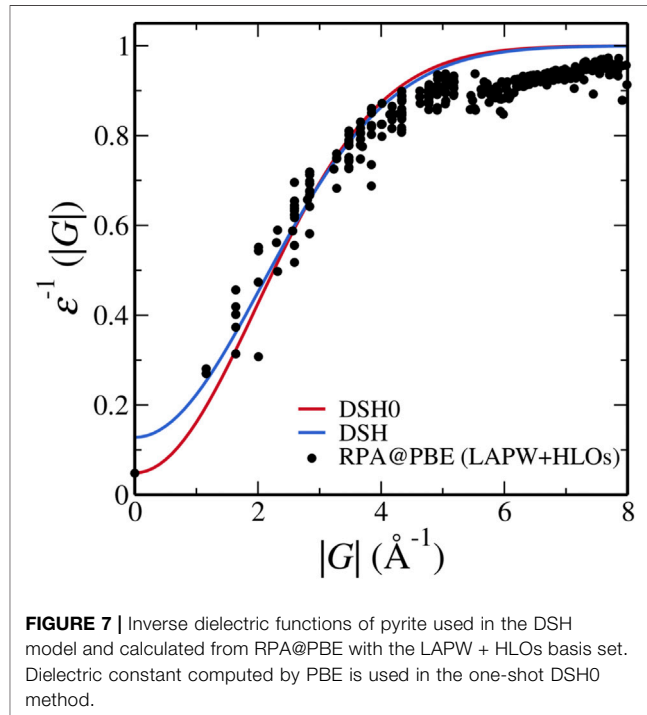 1
0.8
0.6
0.4
0.2
0
ε⁻¹ (|G|)
DSH0
DSH
RPA@PBE (LAPW+HLOs)
0 2 4 6 8
|G| (Å⁻¹)
FIGURE 7 | Inverse dielectric functions of pyrite used in the DSH
model and calculated from RPA@PBE with the LAPW + HLOs basis set.
Dielectric constant computed by PBE is used in the one-shot DSH0
method.